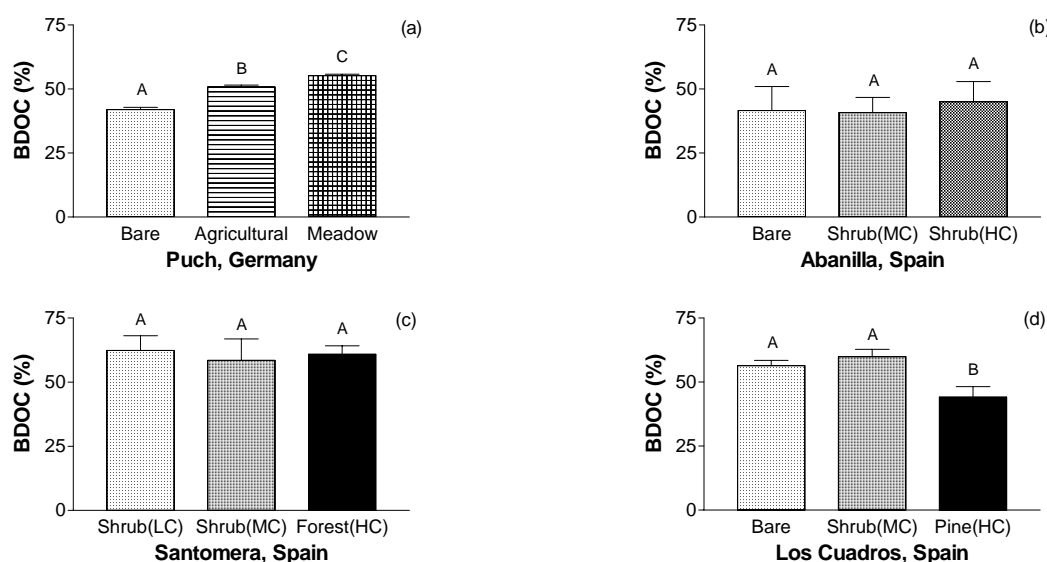 (a)
BDOC (%)
75
50
25
0
A
B
C
Bare Agricultural Meadow
Puch, Germany
(b)
BDOC (%)
75
50
25
0
A
A
A
Bare Shrub(MC) Shrub(HC)
Abanilla, Spain
(c)
BDOC (%)
75
50
25
0
A
A
A
Shrub(LC) Shrub(MC) Forest(HC)
Santomera, Spain
(d)
BDOC (%)
75
50
25
0
A
A
B
Bare Shrub(MC) Pine(HC)
Los Cuadros, Spain